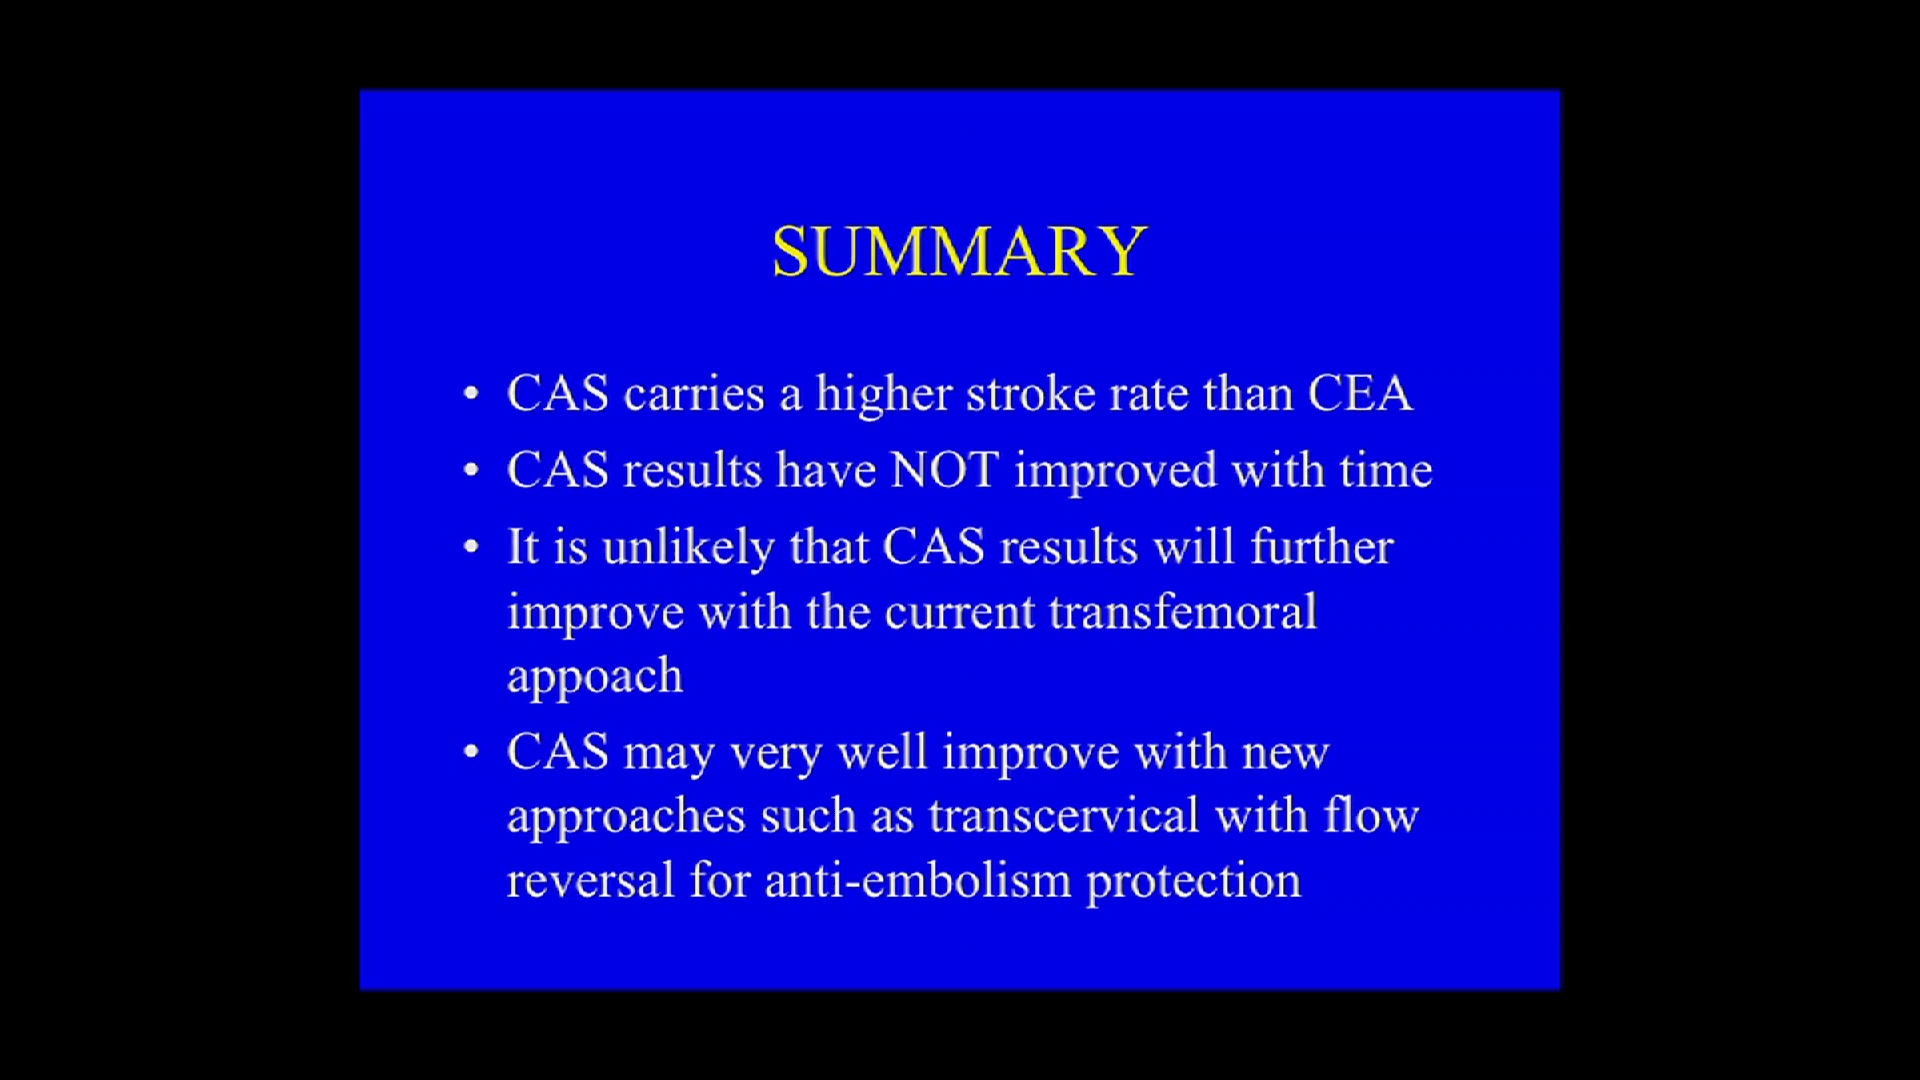 SUMMARY
• CAS carries a higher stroke rate than CEA
• CAS results have NOT improved with time
• It is unlikely that CAS results will further
improve with the current transfemoral
appoach
• CAS may very well improve with new
approaches such as transcervical with flow
reversal for anti-embolism protection